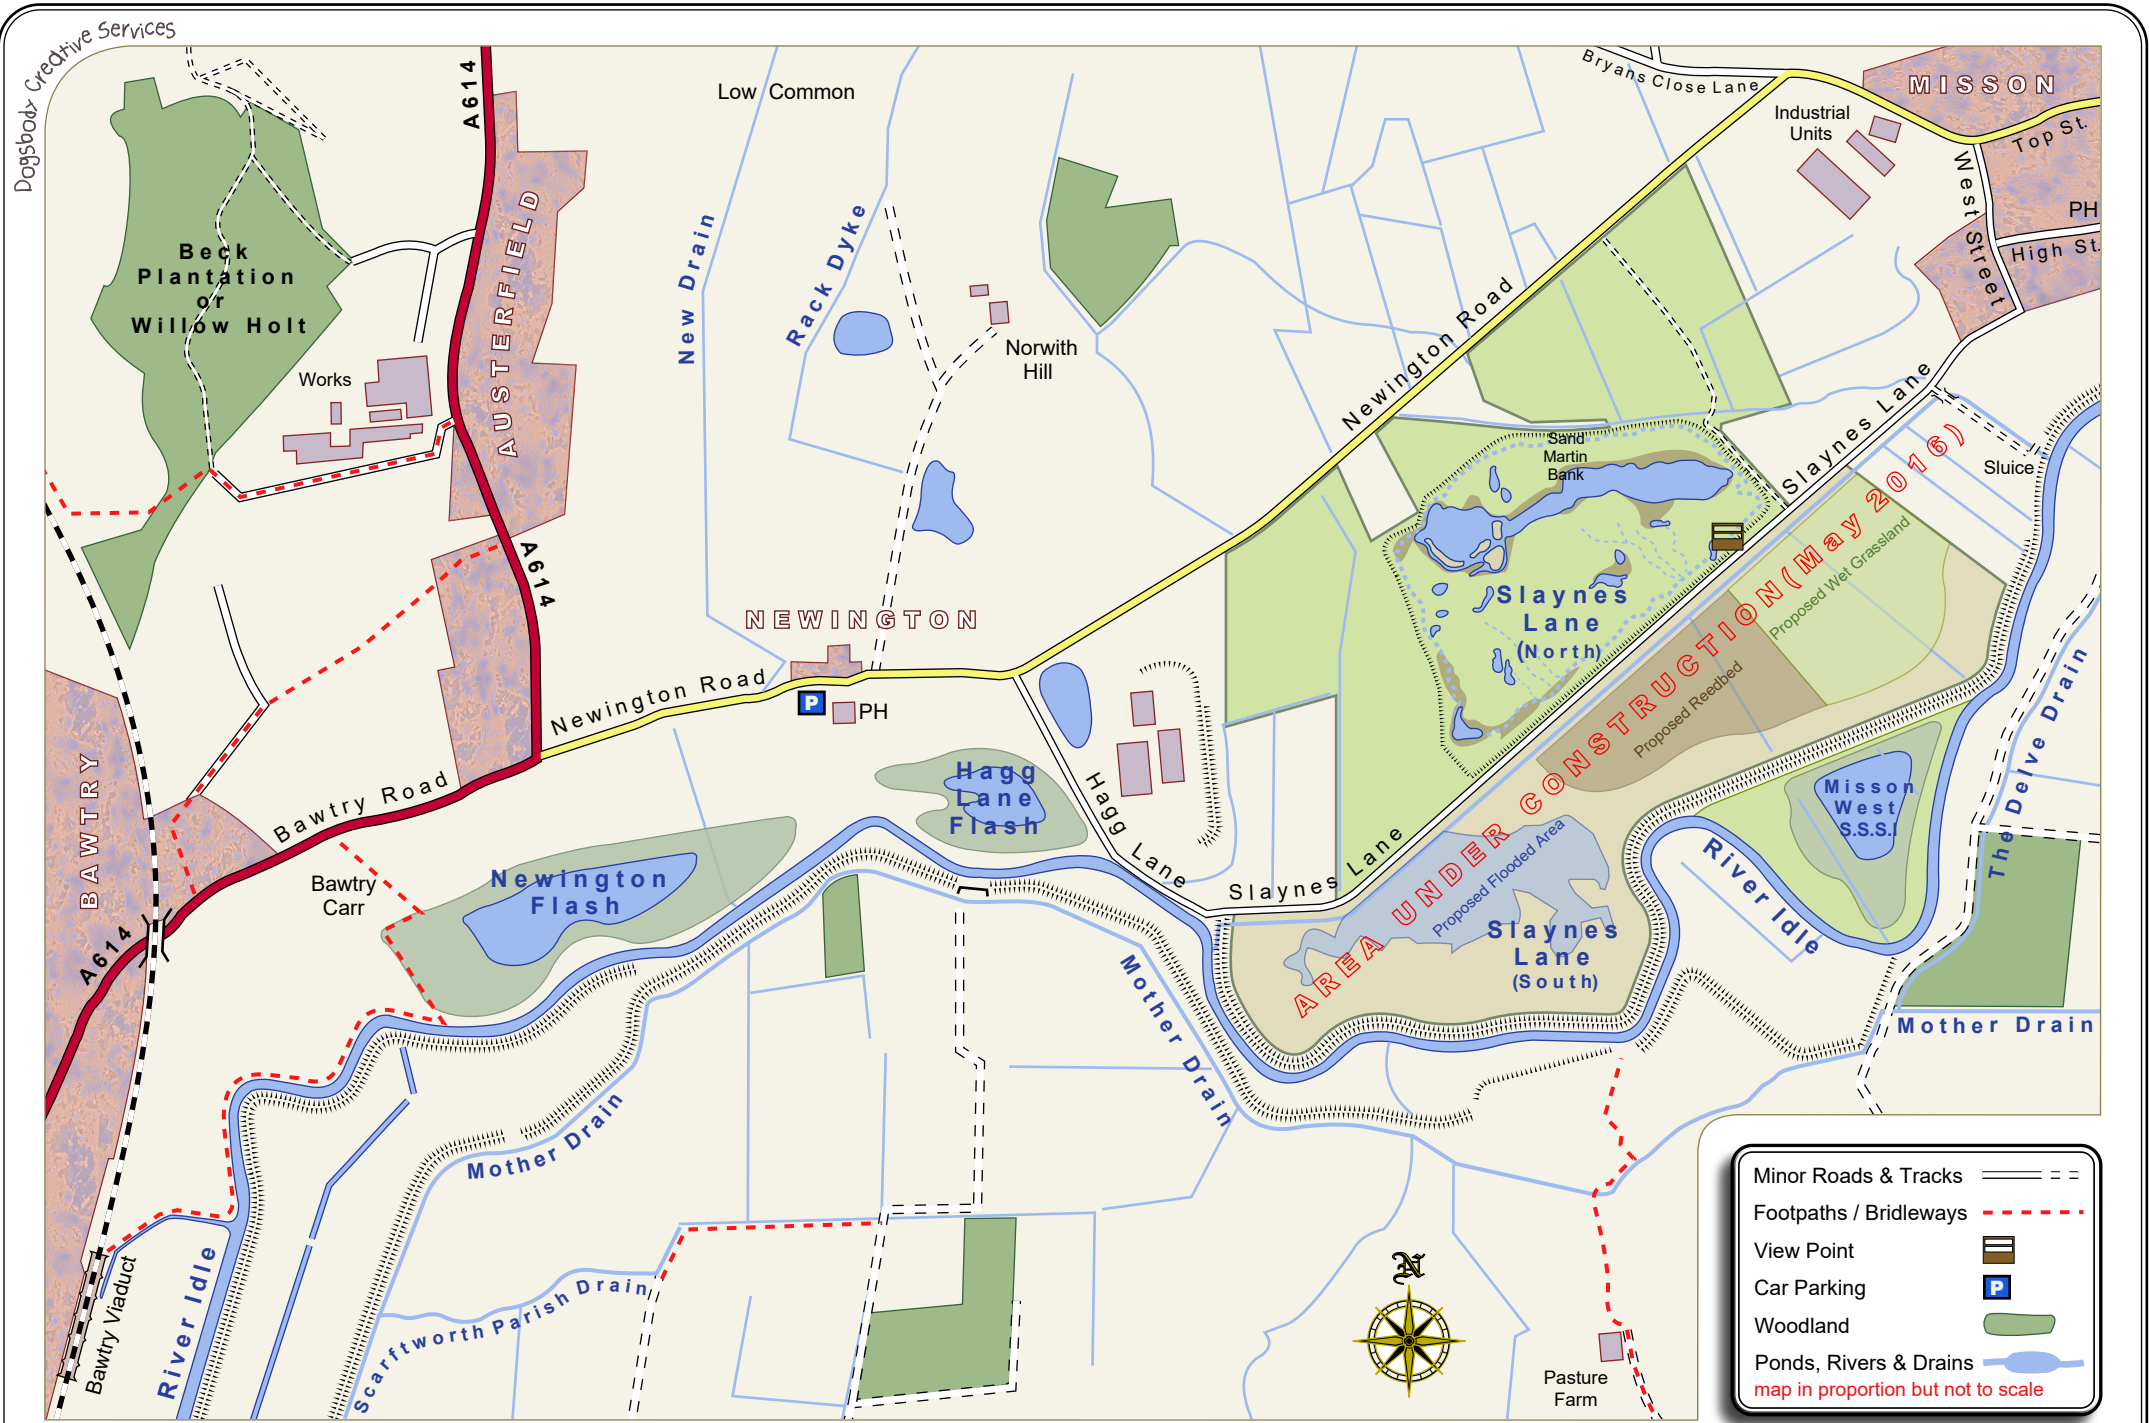 Dogsbody Creative Services
A614
Low Common
Bryans Close Lane
MISSON
Industrial
Units
Top St.
West Street
PH
High St.
Beck
Plantation
or
Willow Holt
AUSTERFIELD
New Drain
Rack Dyke
Norwith
Hill
Newington Road
Works
Slaynes Lane
Sand
Martin
Bank
Sluice
A614
Slaynes
Lane
(North)
AREA UNDER CONSTRUCTION (May 2016)
Proposed Wet Grassland
Proposed Reedbed
NEWINGTON
Newington Road
P
PH
The Delve Drain
BAWTRY
Bawtry Road
Hagg
Lane
Flash
Hagg Lane
Misson
West
S.S.S.I
River Idle
Bawtry
Carr
Newington
Flash
Slaynes Lane
Proposed Flooded Area
Slaynes
Lane
(South)
A614
Mother Drain
Mother Drain
Mother Drain
Bawtry Viaduct
River Idle
Scarftworth Parish Drain
N
Pasture
Farm
Minor Roads & Tracks
Footpaths / Bridleways
View Point
Car Parking
P
Woodland
Ponds, Rivers & Drains
map in proportion but not to scale